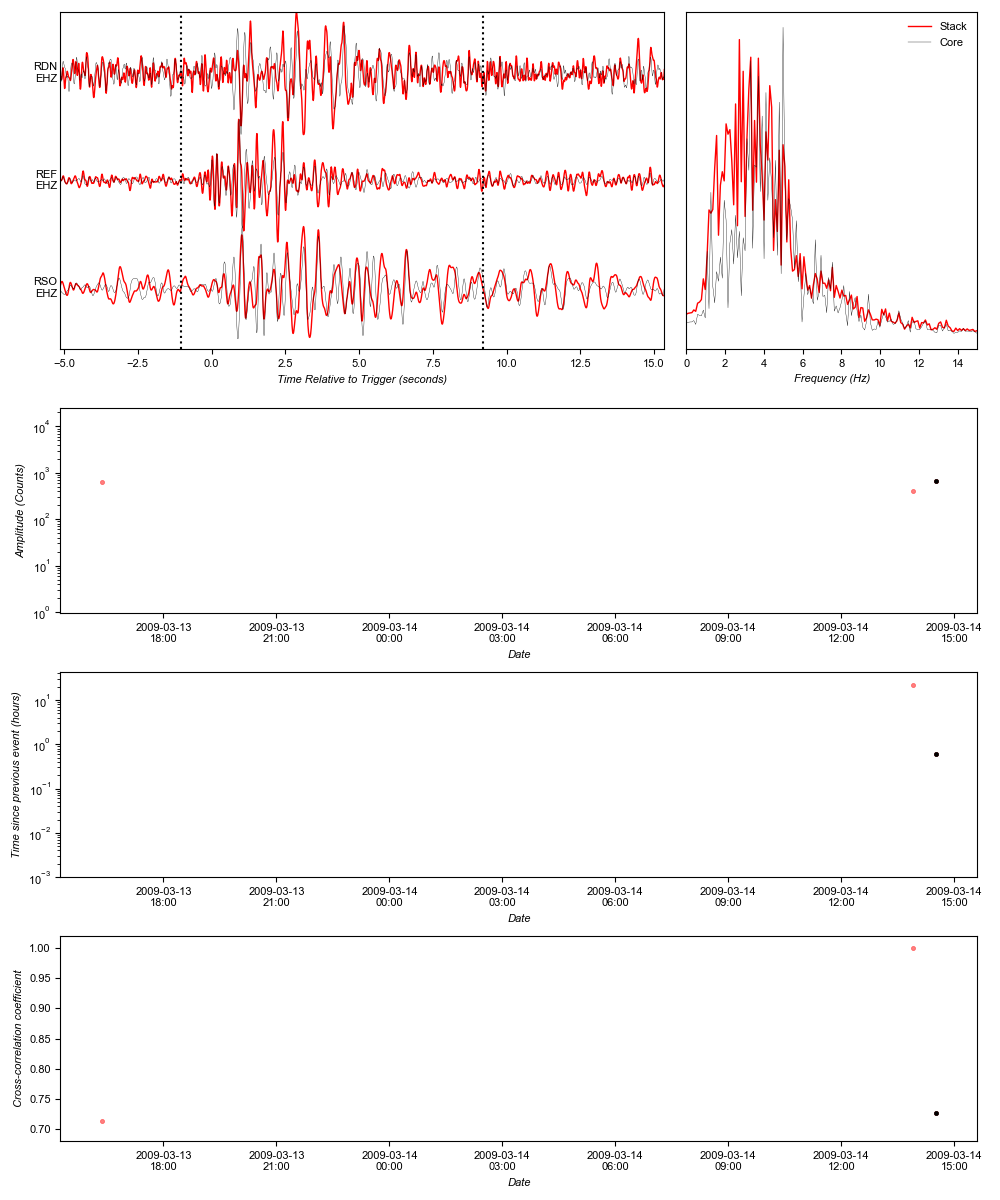 RDN
EHZ
REF
EHZ
RSO
EHZ
−5.0 −2.5 0.0 2.5 5.0 7.5 10.0 12.5 15.0
Time Relative to Trigger (seconds)
Stack
Core
0 2 4 6 8 10 12 14
Frequency (Hz)
10^4
10^3
10^2
10^1
10^0
Amplitude (Counts)
2009-03-13 2009-03-13 2009-03-14 2009-03-14 2009-03-14 2009-03-14 2009-03-14 2009-03-14
18:00 21:00 00:00 03:00 06:00 09:00 12:00 15:00
Date
10^1
10^0
10^−1
10^−2
10^−3
Time since previous event (hours)
2009-03-13 2009-03-13 2009-03-14 2009-03-14 2009-03-14 2009-03-14 2009-03-14 2009-03-14
18:00 21:00 00:00 03:00 06:00 09:00 12:00 15:00
Date
1.00
0.95
0.90
0.85
0.80
0.75
0.70
Cross-correlation coefficient
2009-03-13 2009-03-13 2009-03-14 2009-03-14 2009-03-14 2009-03-14 2009-03-14 2009-03-14
18:00 21:00 00:00 03:00 06:00 09:00 12:00 15:00
Date